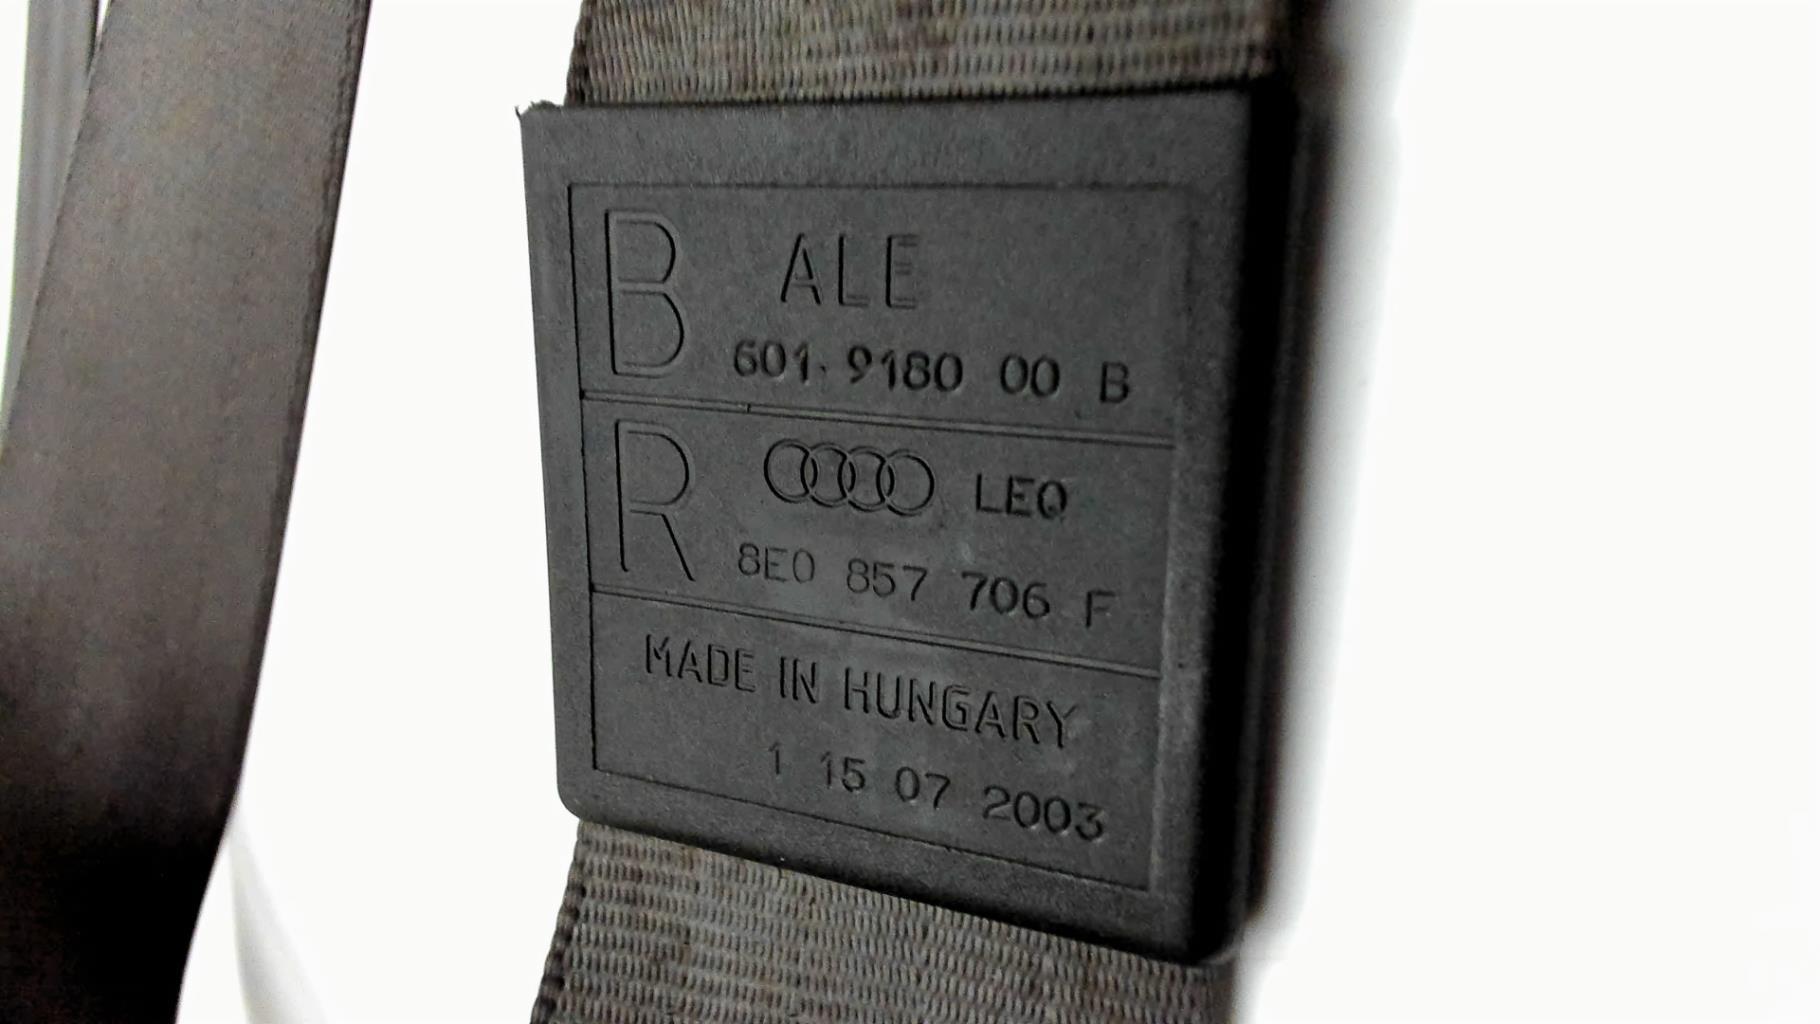 B ALE
601.9180 00 B
R LEQ
8E0 857 706 F
MADE IN HUNGARY
1 15 07 2003